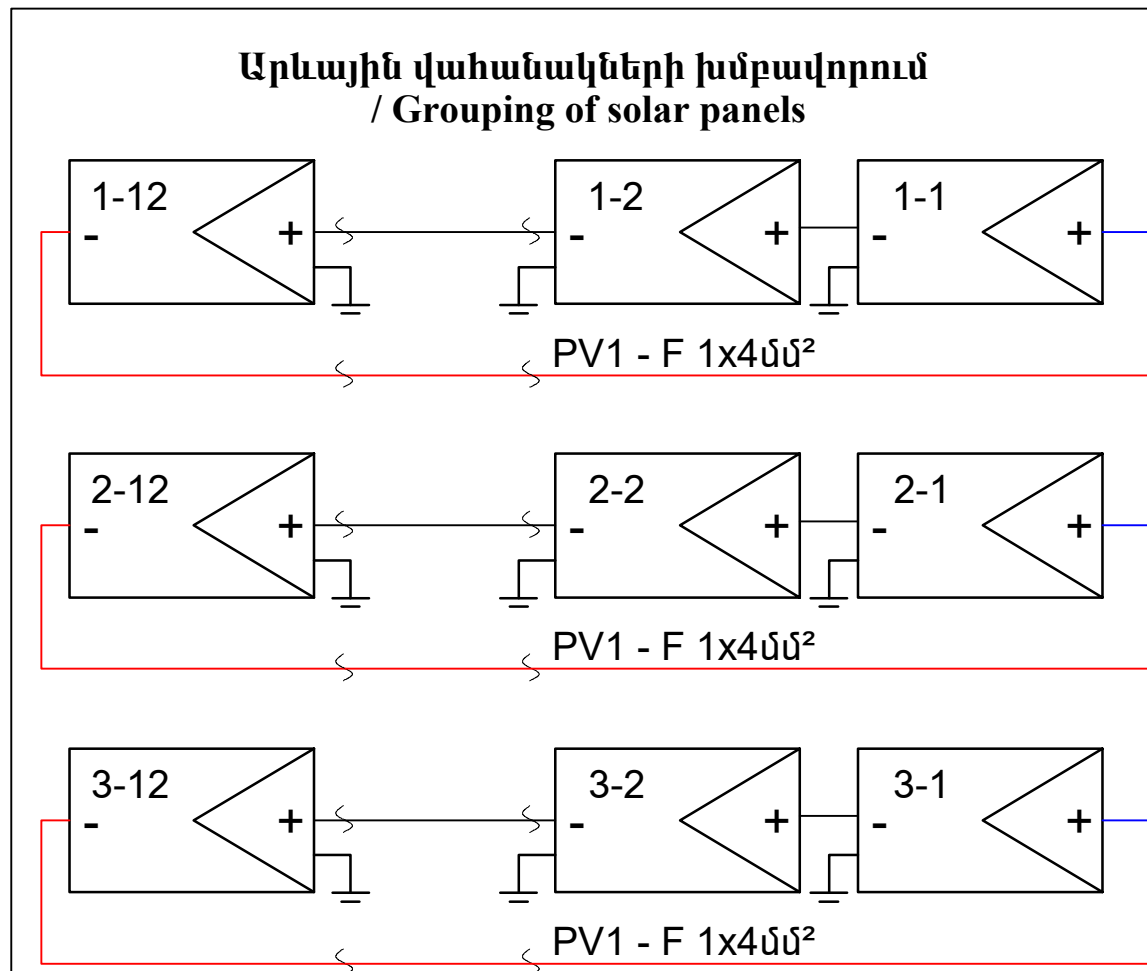 Արևային վահանակների խմբավորում
/ Grouping of solar panels
1-12 1-2 1-1
- + - + - +
PV1 - F 1x4մմ²
2-12 2-2 2-1
- + - + - +
PV1 - F 1x4մմ²
3-12 3-2 3-1
- + - + - +
PV1 - F 1x4մմ²